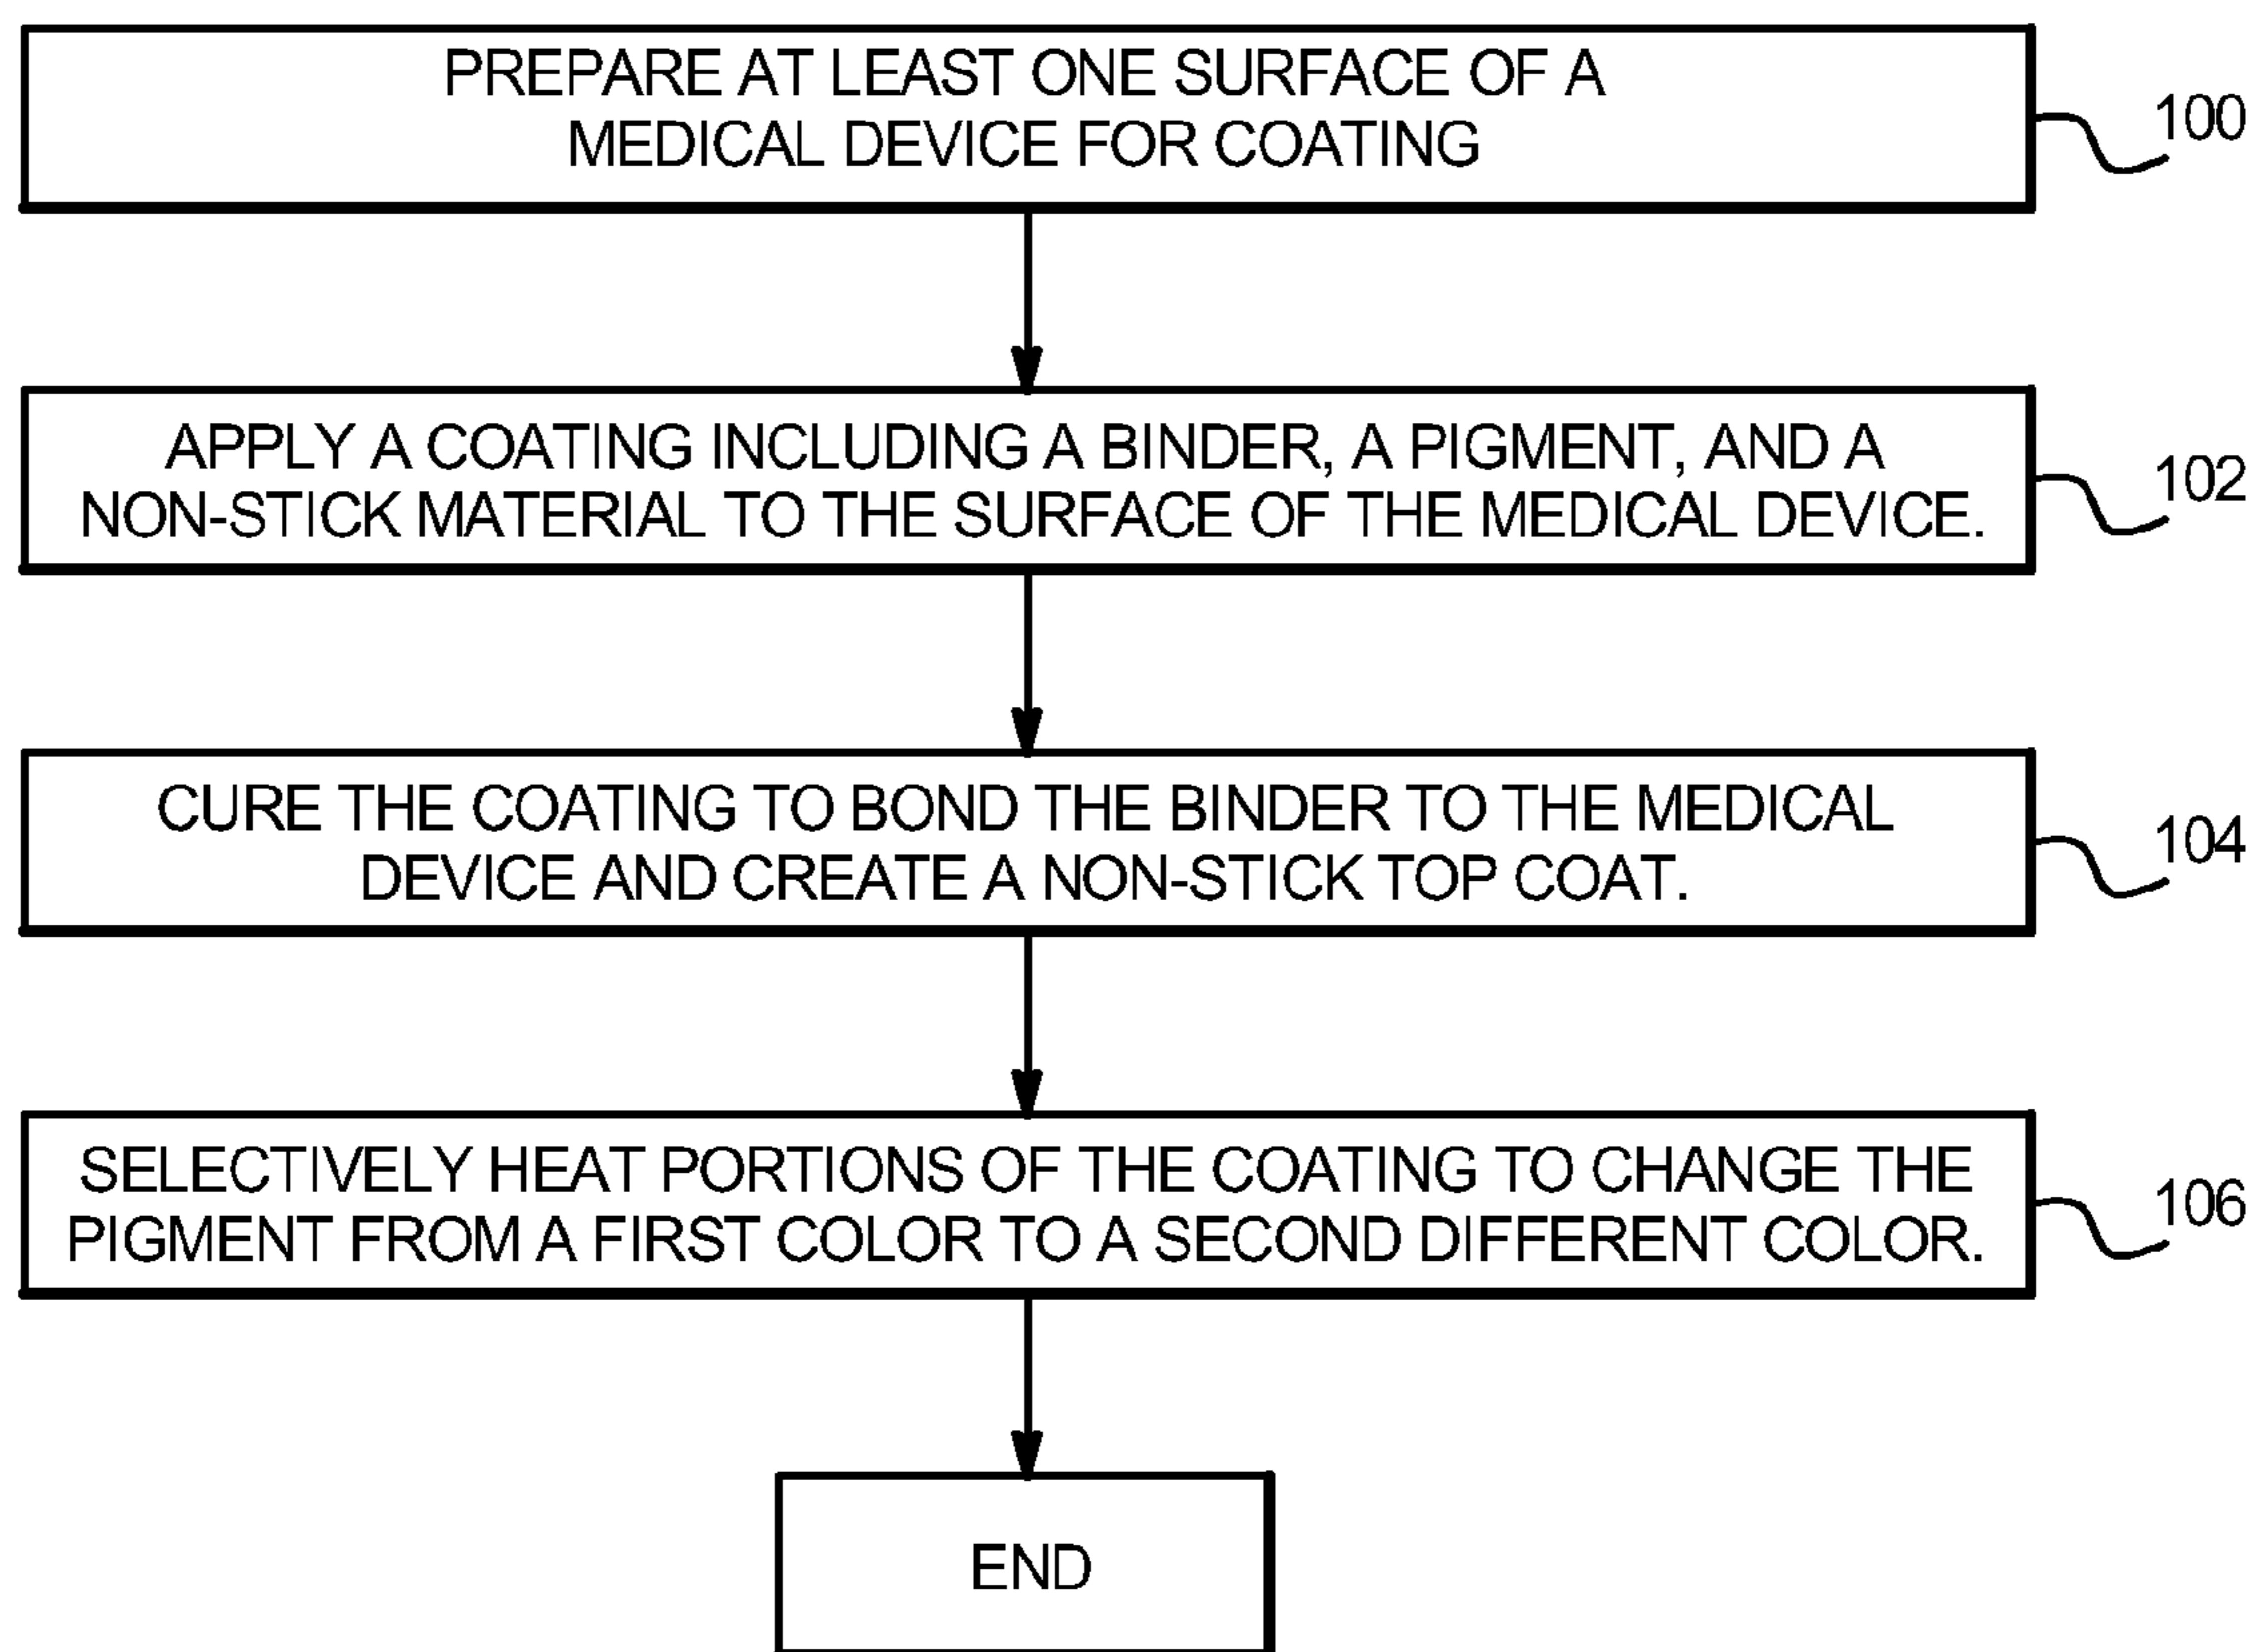 PREPARE AT LEAST ONE SURFACE OF A
MEDICAL DEVICE FOR COATING
100
APPLY A COATING INCLUDING A BINDER, A PIGMENT, AND A
NON-STICK MATERIAL TO THE SURFACE OF THE MEDICAL DEVICE.
102
CURE THE COATING TO BOND THE BINDER TO THE MEDICAL
DEVICE AND CREATE A NON-STICK TOP COAT.
104
SELECTIVELY HEAT PORTIONS OF THE COATING TO CHANGE THE
PIGMENT FROM A FIRST COLOR TO A SECOND DIFFERENT COLOR.
106
END